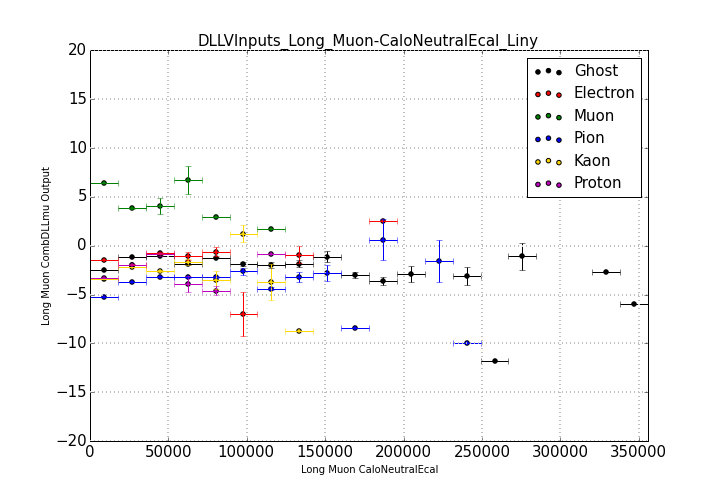 DLLVInputs_Long_Muon-CaloNeutralEcal_Liny
20
15
10
5
0
−5
−10
−15
−20
Long Muon CombDLLmu Output
Ghost
Electron
Muon
Pion
Kaon
Proton
0 50000 100000 150000 200000 250000 300000 350000
Long Muon CaloNeutralEcal